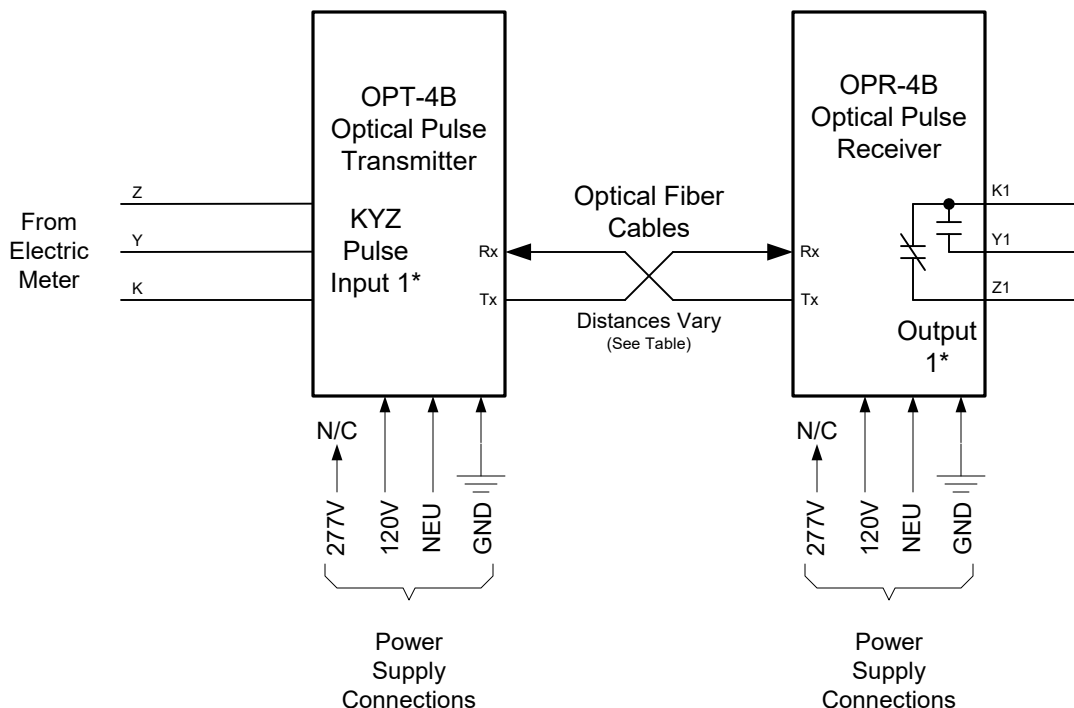 OPT-4B
Optical Pulse
Transmitter
KYZ
Pulse
Input 1*
From
Electric
Meter
Z
Y
K
Rx
Tx
Optical Fiber
Cables
Distances Vary
(See Table)
OPR-4B
Optical Pulse
Receiver
Rx
Tx
K1
Y1
Z1
Output
1*
N/C
277V
120V
NEU
GND
Power
Supply
Connections
N/C
277V
120V
NEU
GND
Power
Supply
Connections